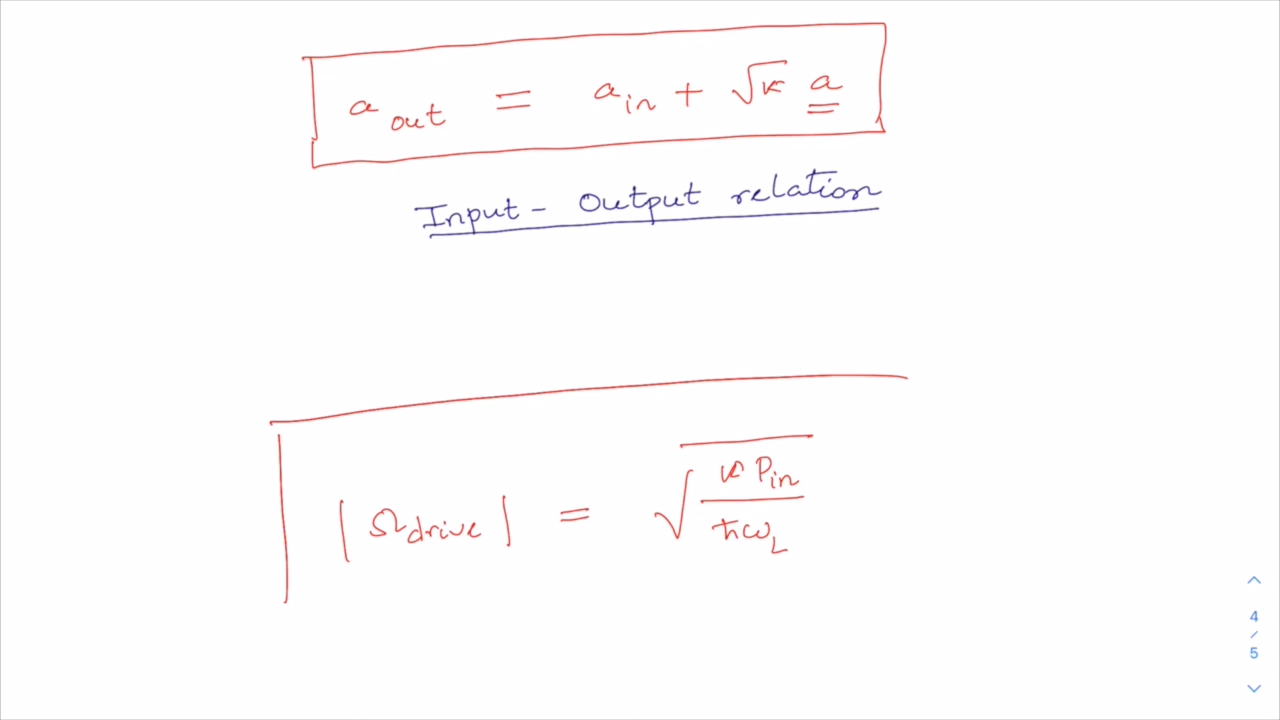 a_out = a_in + √κ a
Input - Output relation
|Ω_drive| = √(κ P_in / ħω_L)
4
/
5